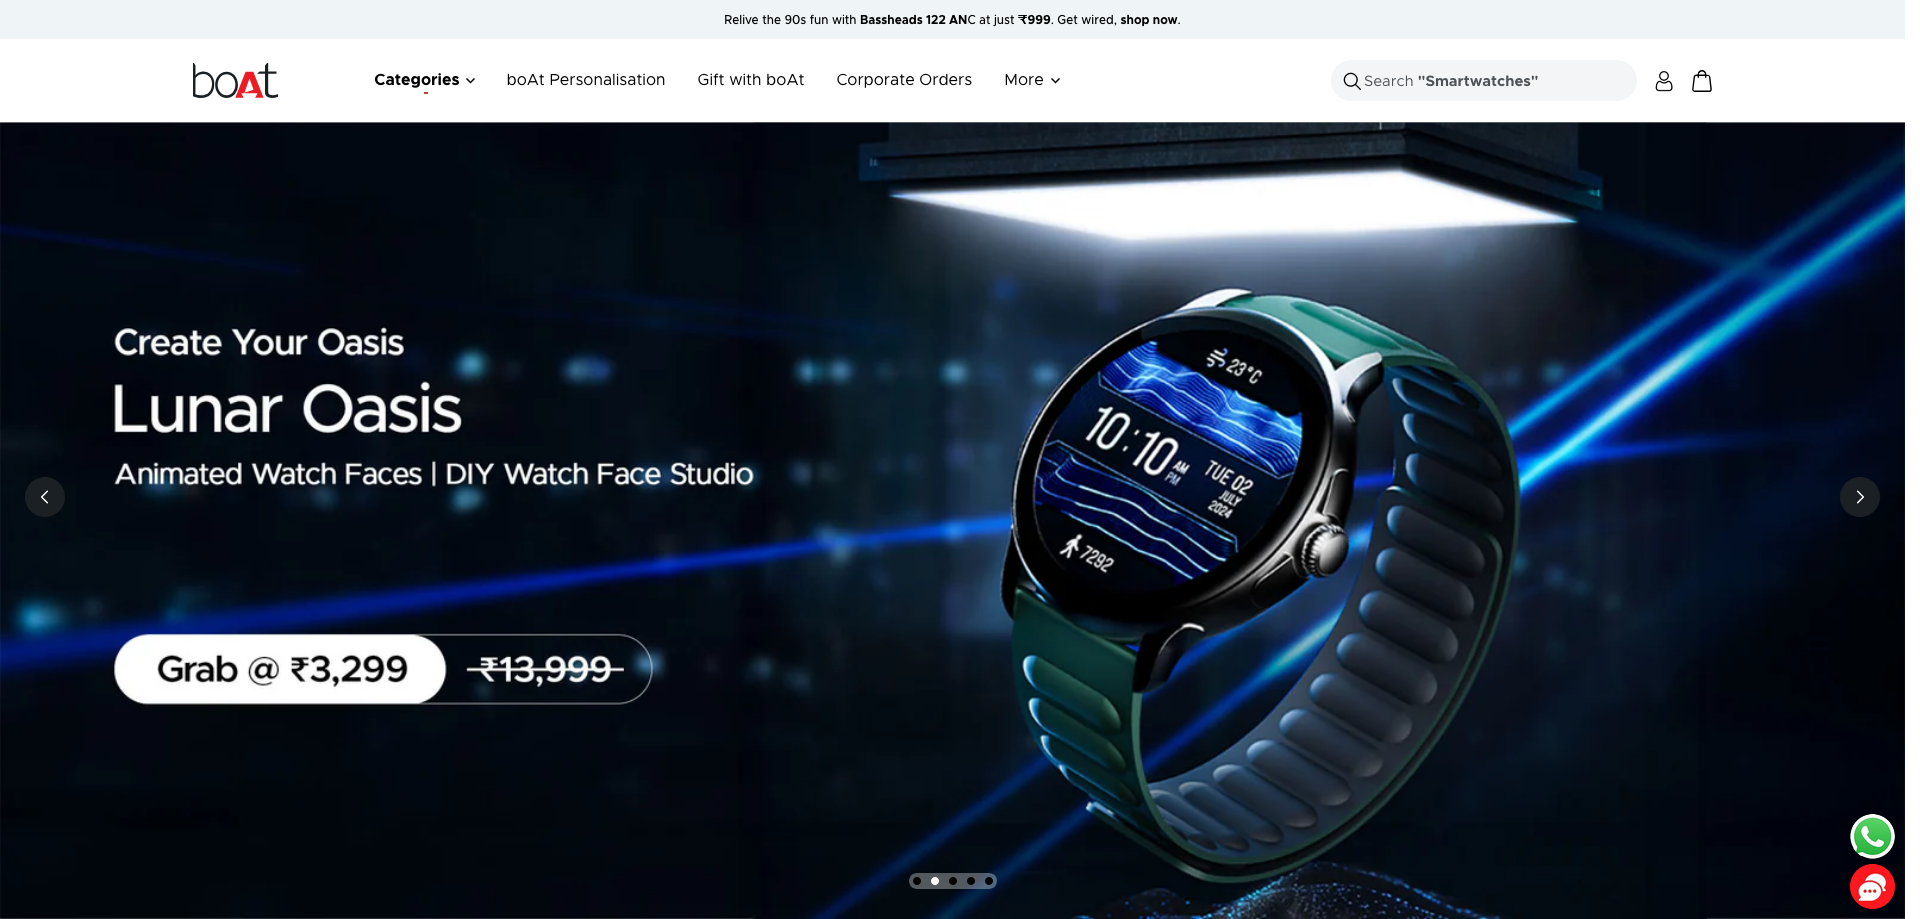 Relive the 90s fun with Bassheads 122 ANC at just ₹999. Get wired, shop now.
boAt
Categories
boAt Personalisation
Gift with boAt
Corporate Orders
More
Search "Smartwatches"
Create Your Oasis
Lunar Oasis
Animated Watch Faces | DIY Watch Face Studio
Grab @ ₹3,299
₹13,999
23°C
10:10
AM
PM
TUE 02
JULY
2024
7292